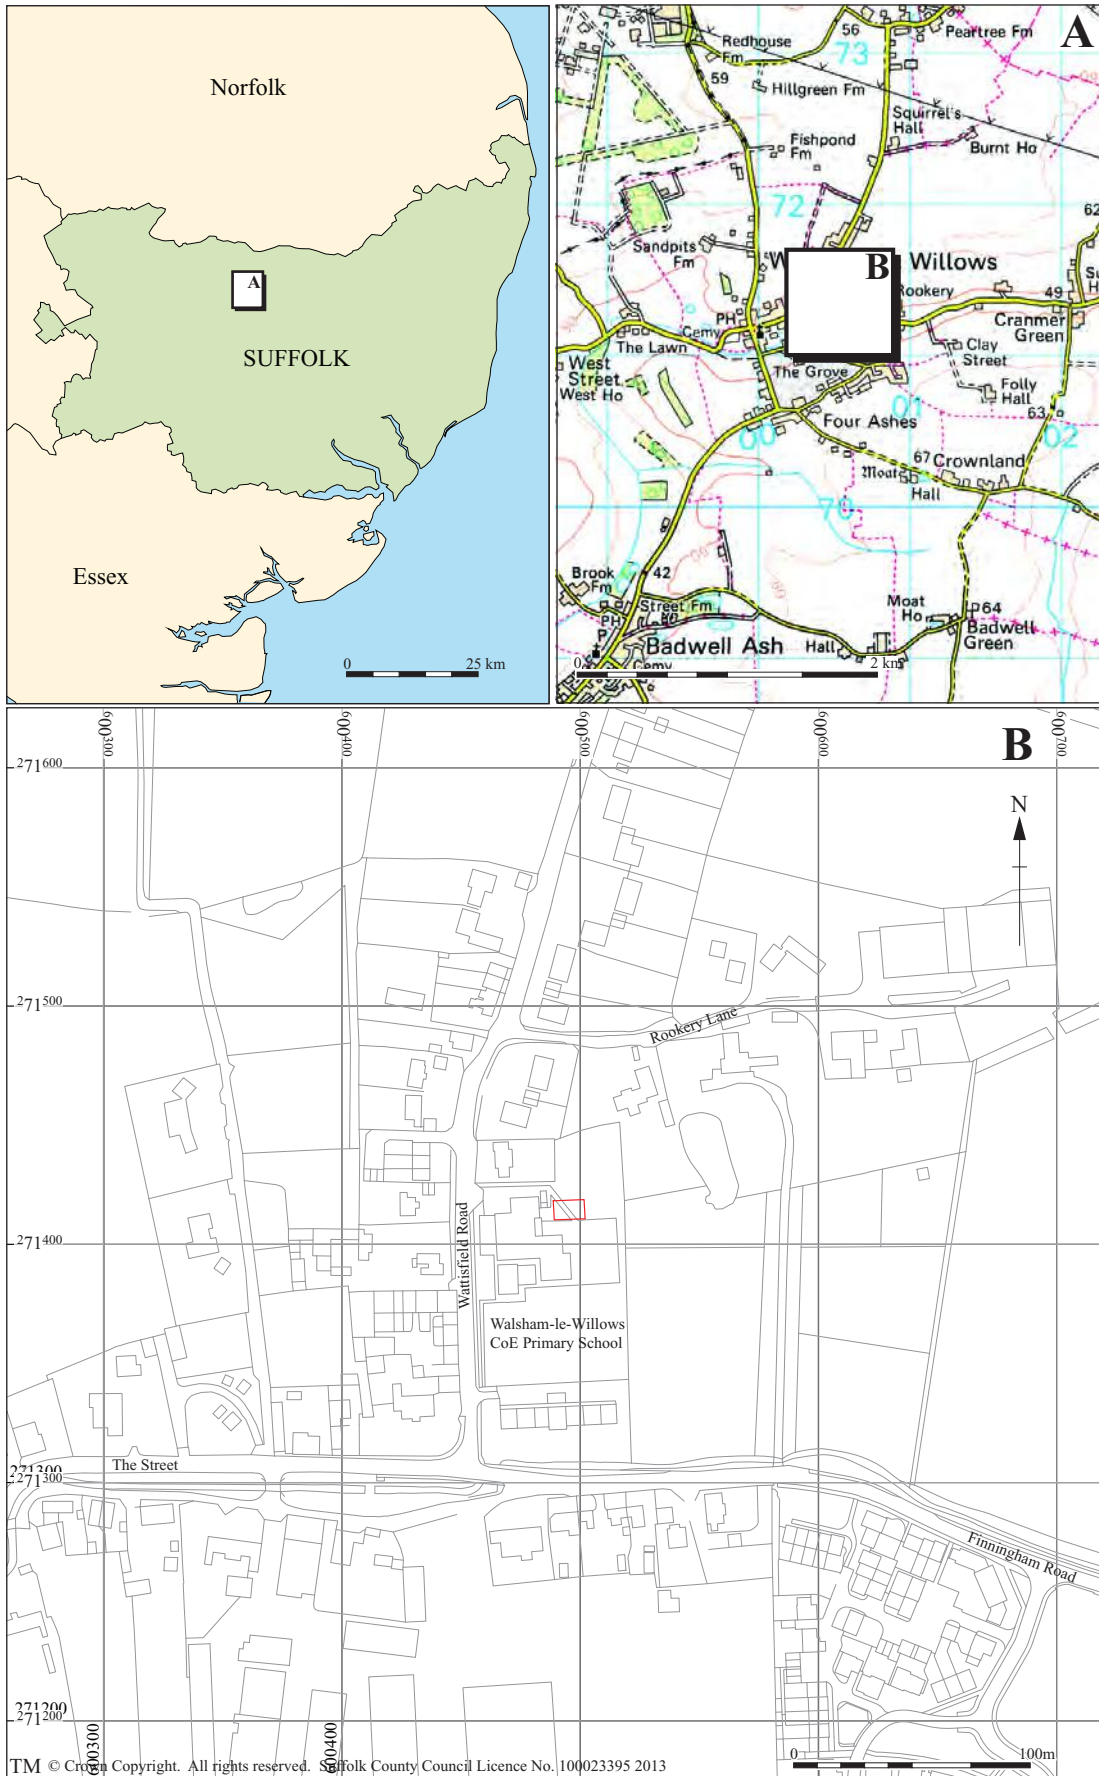 Norfolk
A
SUFFOLK
Essex
0 25 km
A
Redhouse
Fm
56
Peartree Fm
73
59
Hillgreen Fm
Squirrel's
Hall
Burnt Ho
Fishpond
Fm
72
62
Sandpits
Fm
W
B
Willows
Rookery
49
PH
Cemy
Cranmer
Green
The Lawn
Clay
Street
West
Street
West Ho
The Grove
Folly
Hall
01
63
Four Ashes
00
02
67
Crownland
Moat
Hall
70
60
Brook
Fm
42
Street Fm
Moat
Ho
64
PH
P
Badwell
Green
Badwell Ash
Hall
Cemy
0 2 km
B
600300
600400
600500
600600
600700
271600
N
271500
Rookery Lane
Wattisfield Road
271400
Walsham-le-Willows
CoE Primary School
The Street
271300
271300
Finningham Road
271200
271200
600300
600400
0 100m
TM © Crown Copyright. All rights reserved. Suffolk County Council Licence No. 100023395 2013